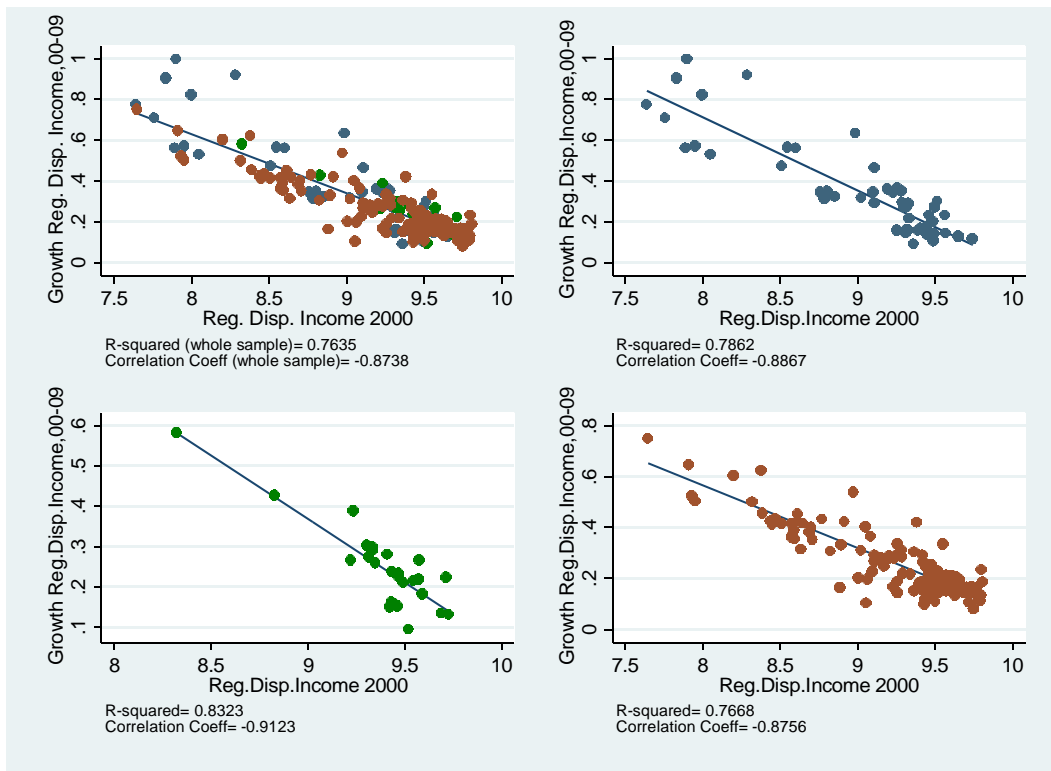 Growth Reg. Disp. Income,00-09
1
.8
.6
.4
.2
0
7.5 8 8.5 9 9.5 10
Reg. Disp. Income 2000
R-squared (whole sample)= 0.7635
Correlation Coeff (whole sample)= -0.8738
Growth Reg.Disp.Income,00-09
1
.8
.6
.4
.2
0
7.5 8 8.5 9 9.5 10
Reg.Disp.Income 2000
R-squared= 0.7862
Correlation Coeff= -0.8867
Growth Reg.Disp.Income,00-09
.6
.5
.4
.3
.2
.1
8 8.5 9 9.5 10
Reg.Disp.Income 2000
R-squared= 0.8323
Correlation Coeff= -0.9123
Growth Reg.Disp.Income,00-09
.8
.6
.4
.2
0
7.5 8 8.5 9 9.5 10
Reg.Disp.Income 2000
R-squared= 0.7668
Correlation Coeff= -0.8756